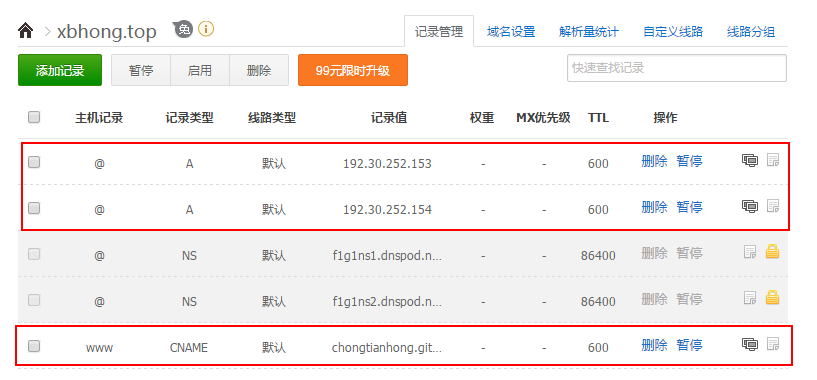 xbhong.top 免
记录管理 域名设置 解析量统计 自定义线路 线路分组
添加记录 暂停 启用 删除 99元限时升级 快速查找记录
主机记录 记录类型 线路类型 记录值 权重 MX优先级 TTL 操作
@ A 默认 192.30.252.153 - - 600 删除 暂停
@ A 默认 192.30.252.154 - - 600 删除 暂停
@ NS 默认 f1g1ns1.dnspod.n... - - 86400 删除 暂停
@ NS 默认 f1g1ns2.dnspod.n... - - 86400 删除 暂停
www CNAME 默认 chongtianhong.git... - - 600 删除 暂停